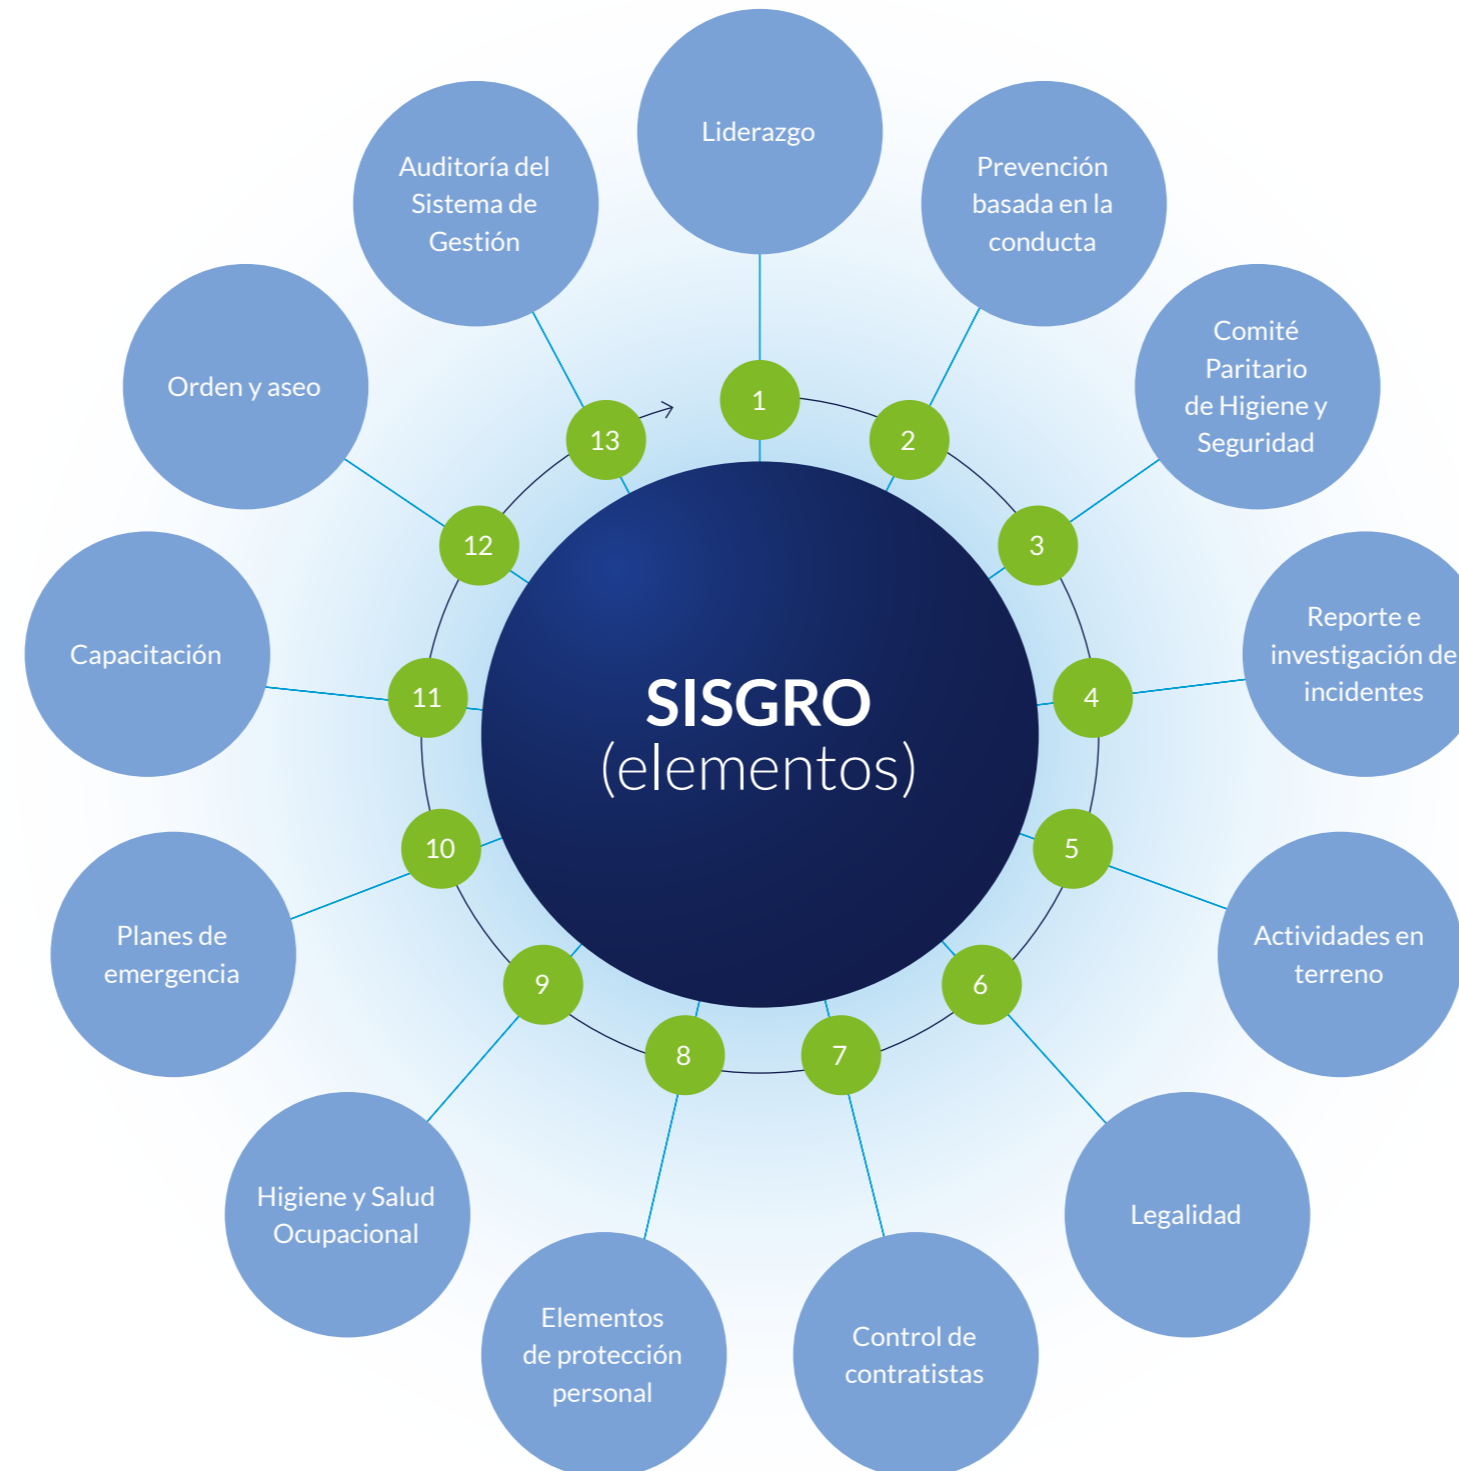 SISGRO
(elementos)
1
Liderazgo
2
Prevención
basada en la
conducta
3
Comité
Paritario
de Higiene y
Seguridad
4
Reporte e
investigación de
incidentes
5
Actividades en
terreno
6
Legalidad
7
Control de
contratistas
8
Elementos
de protección
personal
9
Higiene y Salud
Ocupacional
10
Planes de
emergencia
11
Capacitación
12
Orden y aseo
13
Auditoría del
Sistema de
Gestión